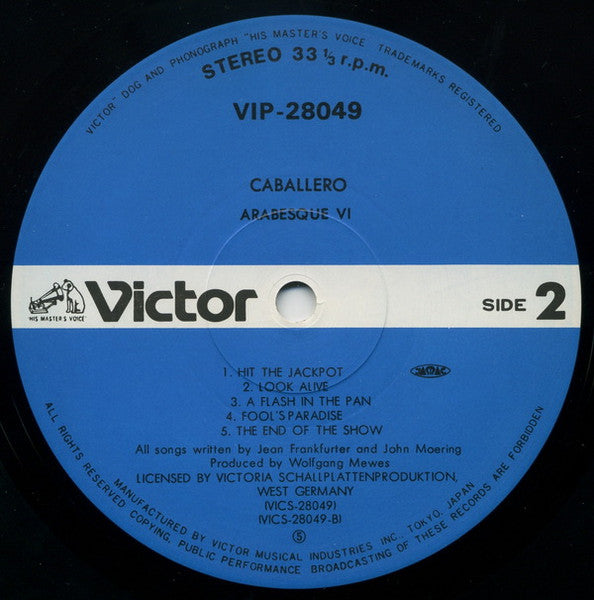 VICTOR" DOG AND PHONOGRAPH "HIS MASTER'S VOICE" TRADEMARKS REGISTERED
STEREO 33 1/3 r.p.m.
VIP-28049
CABALLERO
ARABESQUE VI
"HIS MASTER'S VOICE"
Victor
SIDE 2
1. HIT THE JACKPOT
2. LOOK ALIVE
3. A FLASH IN THE PAN
4. FOOL'S PARADISE
5. THE END OF THE SHOW
JASRAC
All songs written by Jean Frankfurter and John Moering
Produced by Wolfgang Mewes
LICENSED BY VICTORIA SCHALLPLATTENPRODUKTION,
WEST GERMANY
(VICS-28049)
(VICS-28049-B)
S
MANUFACTURED BY VICTOR MUSICAL INDUSTRIES INC., TOKYO, JAPAN
ALL RIGHTS RESERVED COPYING, PUBLIC PERFORMANCE BROADCASTING OF THESE RECORDS ARE FORBIDDEN